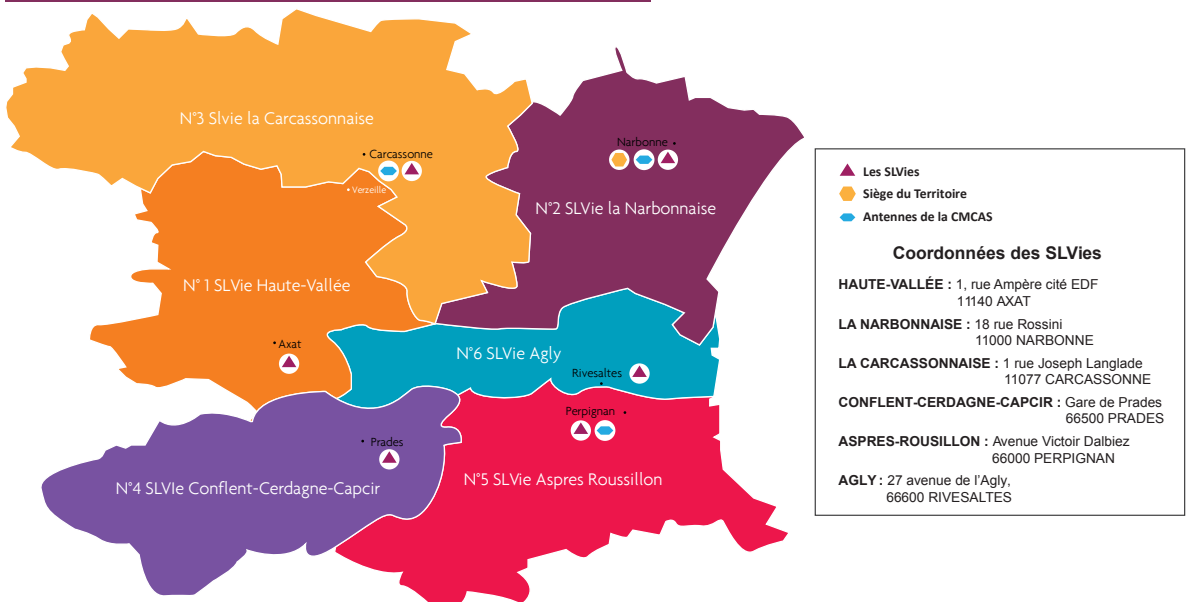 N°3 Slvie la Carcassonnaise
• Carcassonne
• Verzeille
Narbonne •
N°2 SLVie la Narbonnaise
N° 1 SLVie Haute-Vallée
• Axat
N°6 SLVie Agly
Rivesaltes
•
Perpignan •
• Prades
N°4 SLVIe Conflent-Cerdagne-Capcir
N°5 SLVie Aspres Roussillon
Les SLVies
Siège du Territoire
Antennes de la CMCAS
Coordonnées des SLVies
HAUTE-VALLÉE : 1, rue Ampère cité EDF
11140 AXAT
LA NARBONNAISE : 18 rue Rossini
11000 NARBONNE
LA CARCASSONNAISE : 1 rue Joseph Langlade
11077 CARCASSONNE
CONFLENT-CERDAGNE-CAPCIR : Gare de Prades
66500 PRADES
ASPRES-ROUSILLON : Avenue Victoir Dalbiez
66000 PERPIGNAN
AGLY : 27 avenue de l'Agly,
66600 RIVESALTES